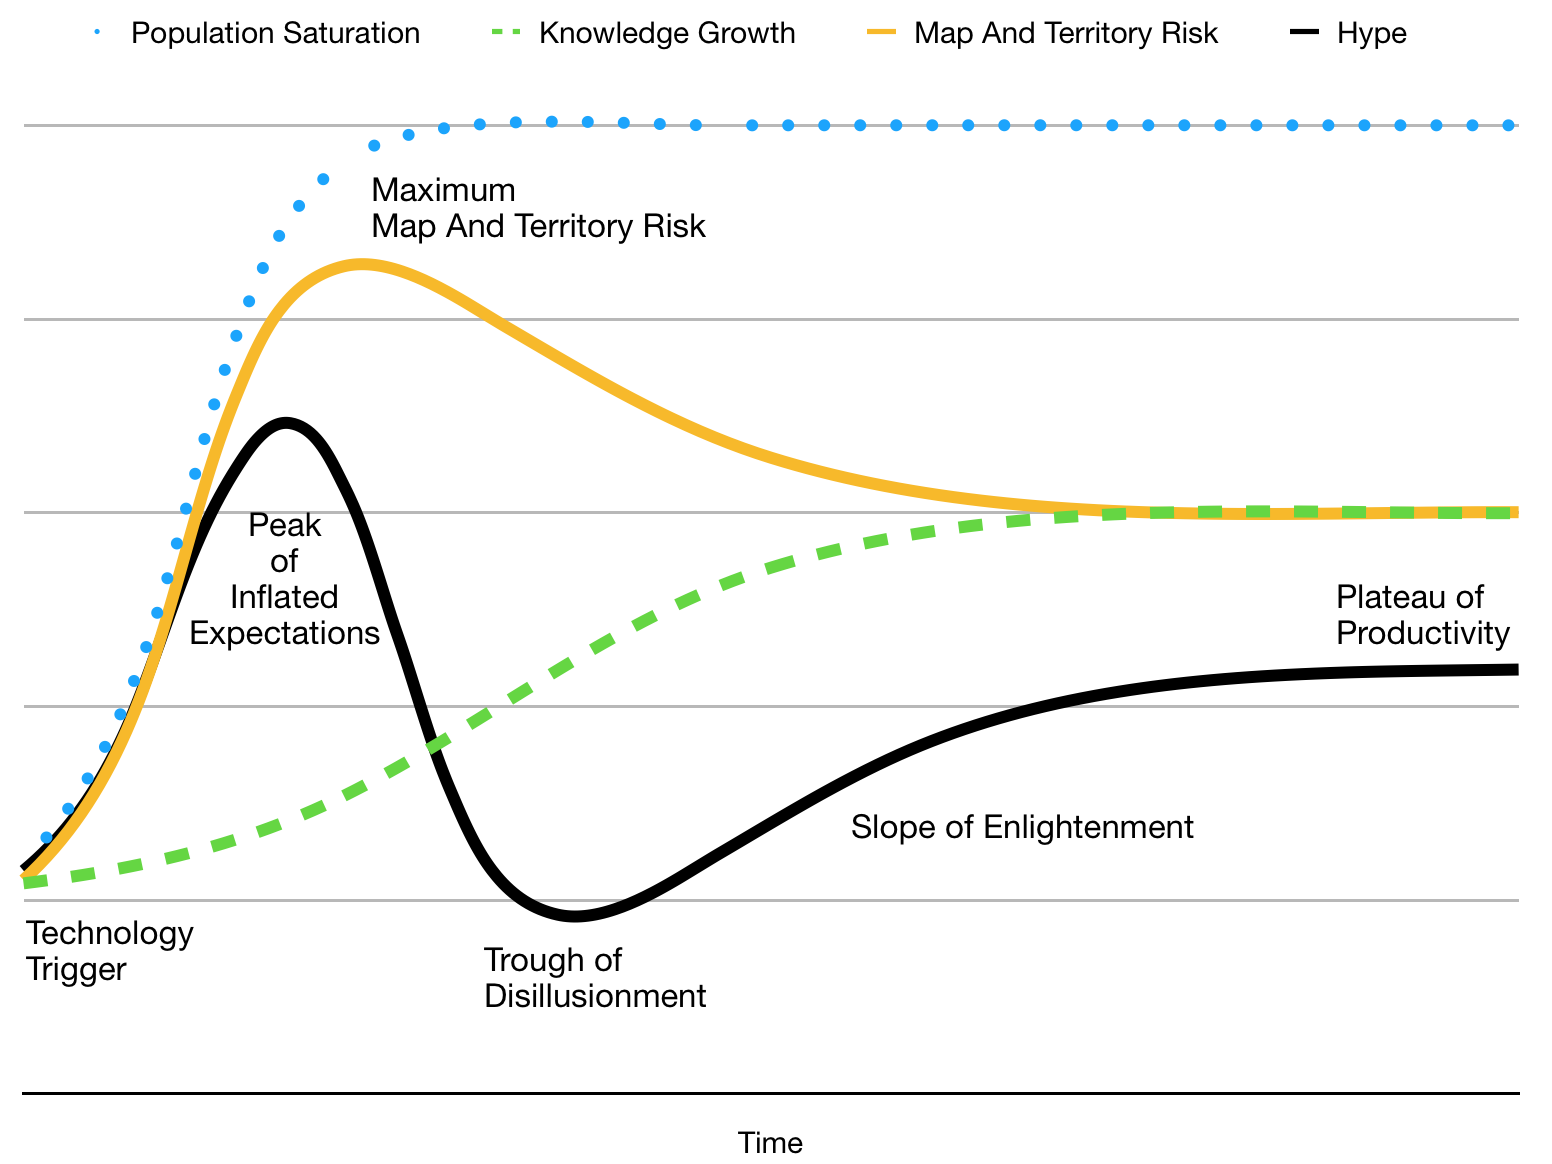 Population Saturation
Knowledge Growth
Map And Territory Risk
Hype
Maximum
Map And Territory Risk
Peak
of
Inflated
Expectations
Plateau of
Productivity
Slope of Enlightenment
Technology
Trigger
Trough of
Disillusionment
Time